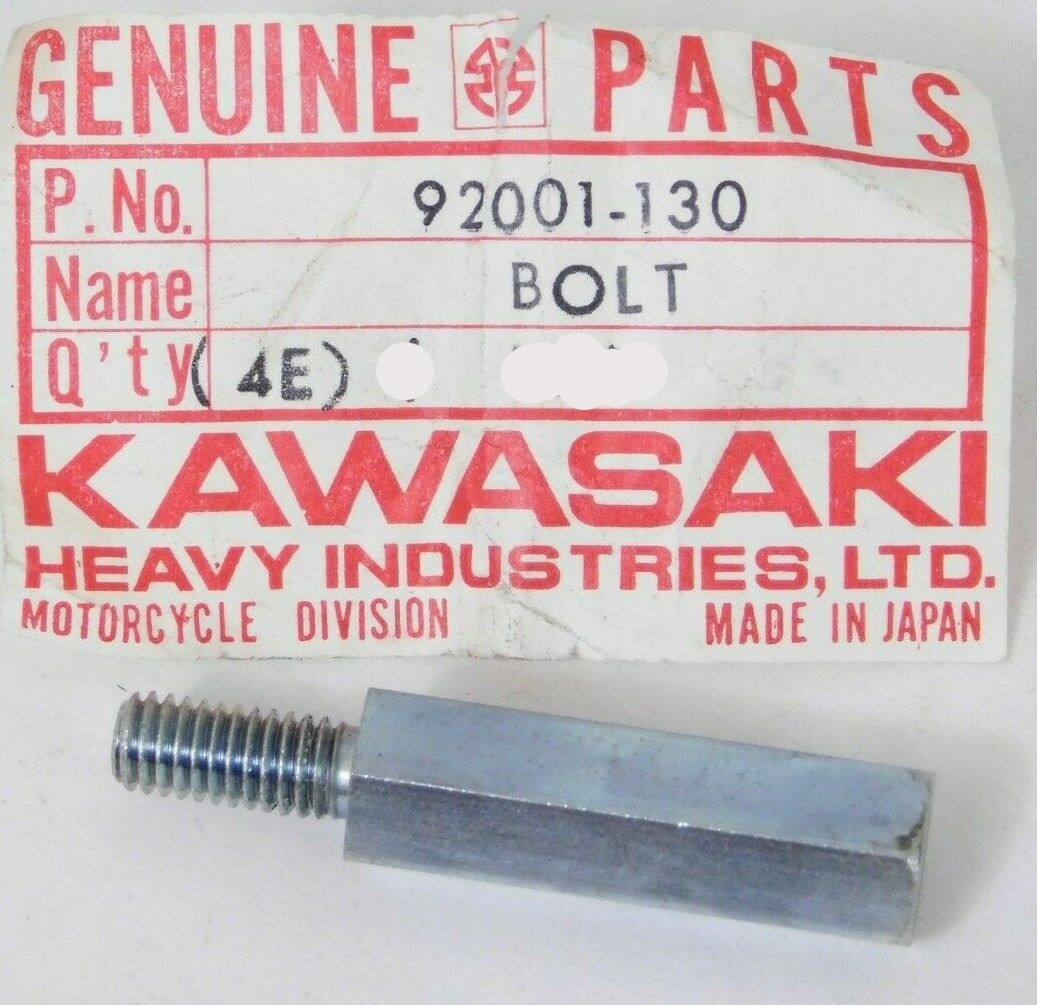 GENUINE PARTS
P. No. 92001-130
Name BOLT
Q'ty (4E)
KAWASAKI
HEAVY INDUSTRIES, LTD.
MOTORCYCLE DIVISION MADE IN JAPAN